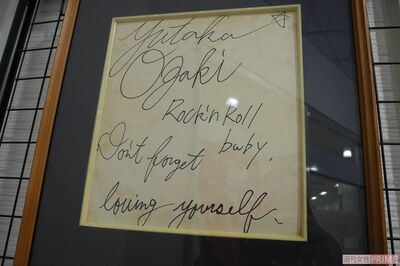 Yutaka ☆
Ozaki
Rock'n Roll
baby.
Don't forget
loving yourself.
週刊女性PRIME